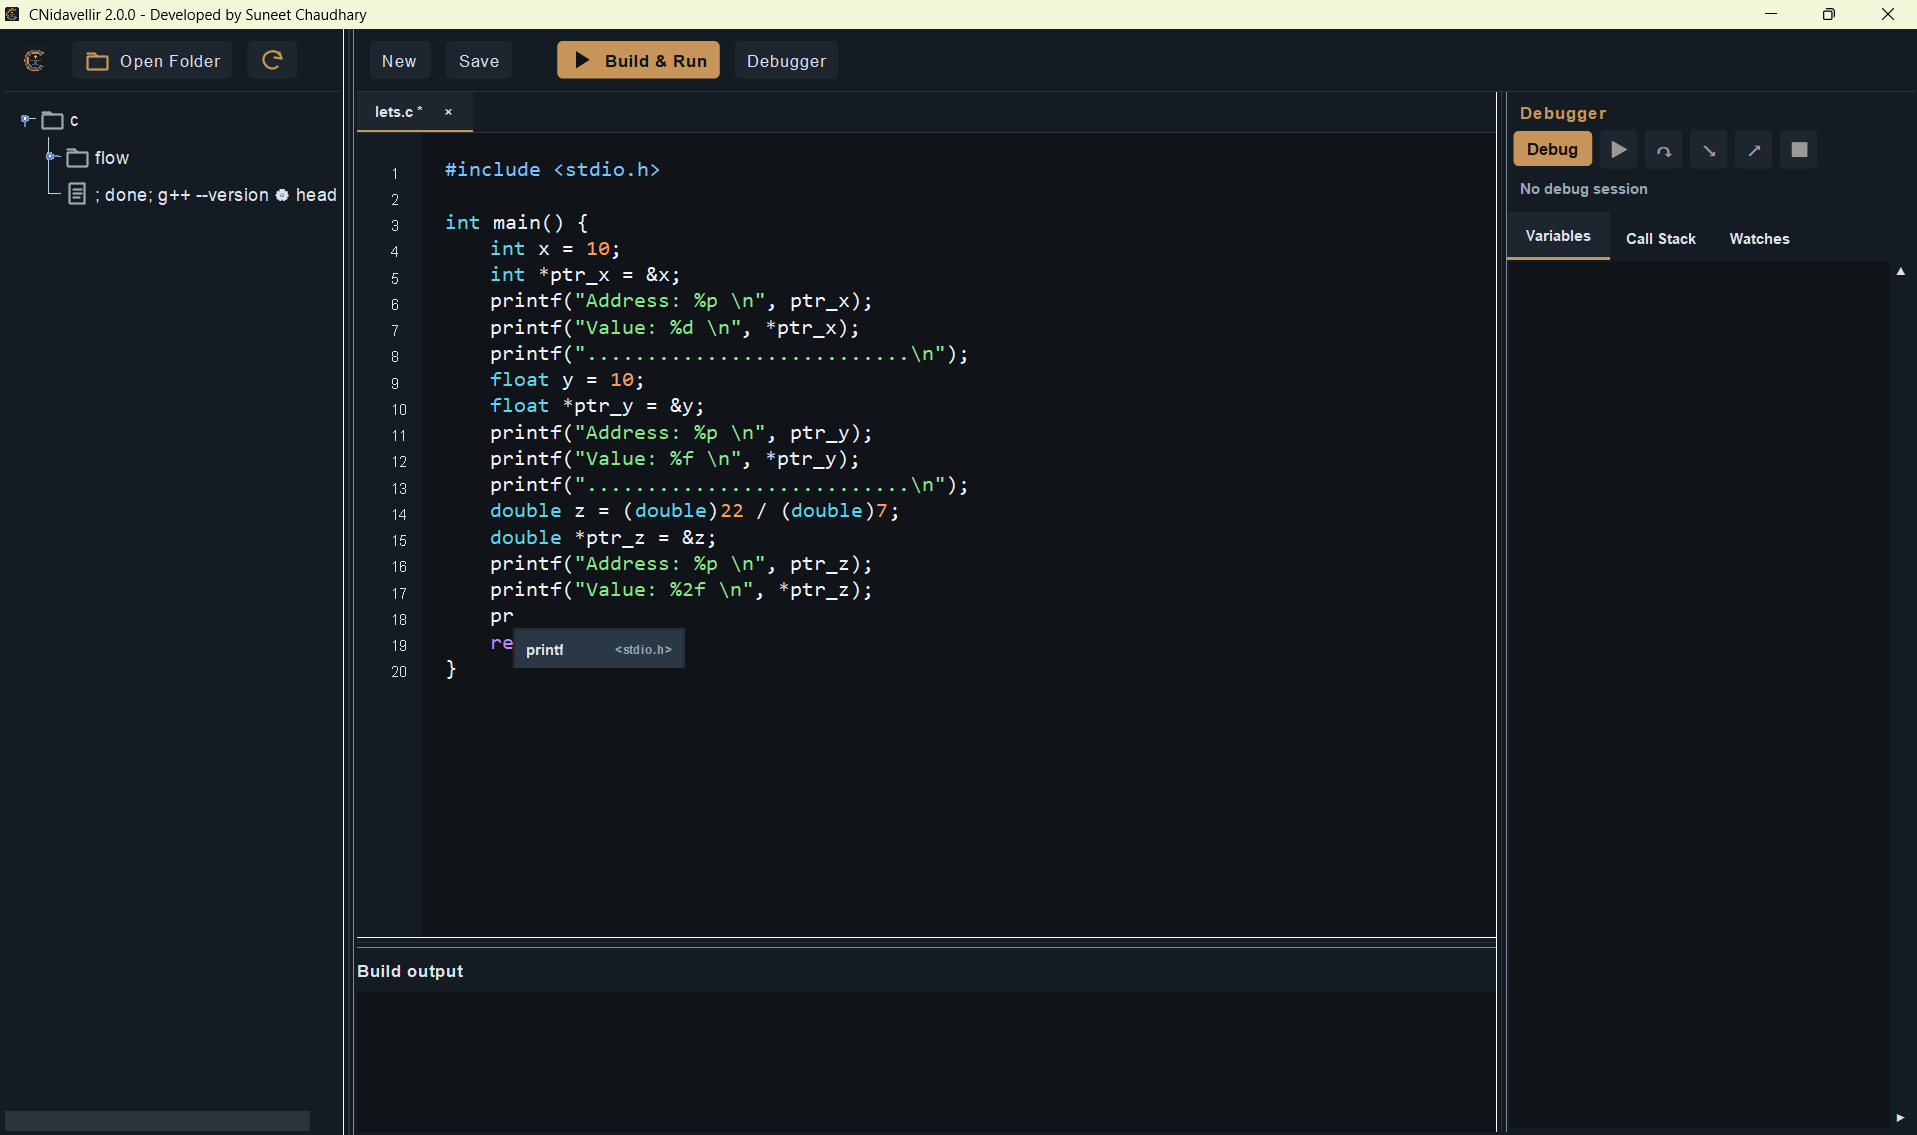 CNidavellir 2.0.0 - Developed by Suneet Chaudhary
Open Folder
New
Save
Build & Run
Debugger
c
flow
; done; g++ --version head
lets.c * ×
1 #include <stdio.h>
2
3 int main() {
4 int x = 10;
5 int *ptr_x = &x;
6 printf("Address: %p \n", ptr_x);
7 printf("Value: %d \n", *ptr_x);
8 printf("...........................\n");
9 float y = 10;
10 float *ptr_y = &y;
11 printf("Address: %p \n", ptr_y);
12 printf("Value: %f \n", *ptr_y);
13 printf("...........................\n");
14 double z = (double)22 / (double)7;
15 double *ptr_z = &z;
16 printf("Address: %p \n", ptr_z);
17 printf("Value: %2f \n", *ptr_z);
18 pr
19 re
printf <stdio.h>
20 }
Build output
Debugger
Debug
No debug session
Variables
Call Stack
Watches